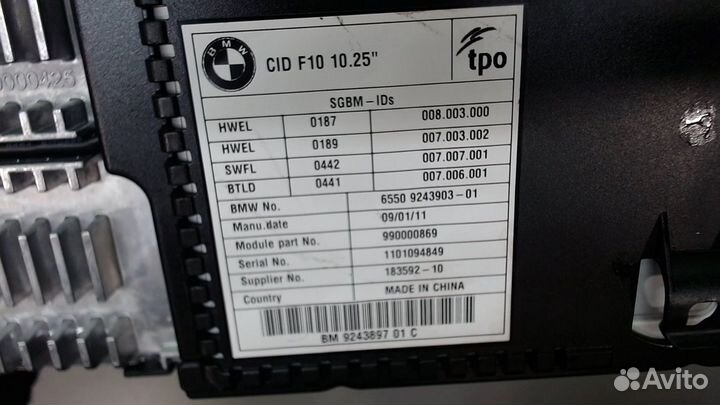 BMW
CID F10 10.25"
tpo
SGBM-IDs
HWEL 0187 008.003.000
HWEL 0189 007.003.002
SWFL 0442 007.007.001
BTLD 0441 007.006.001
BMW No. 6550 9243903-01
Manu.date 09/01/11
Module part No. 990000869
Serial No. 1101094849
Supplier No. 183592-10
Country MADE IN CHINA
BM 9243897 01 C
0000425
Avito